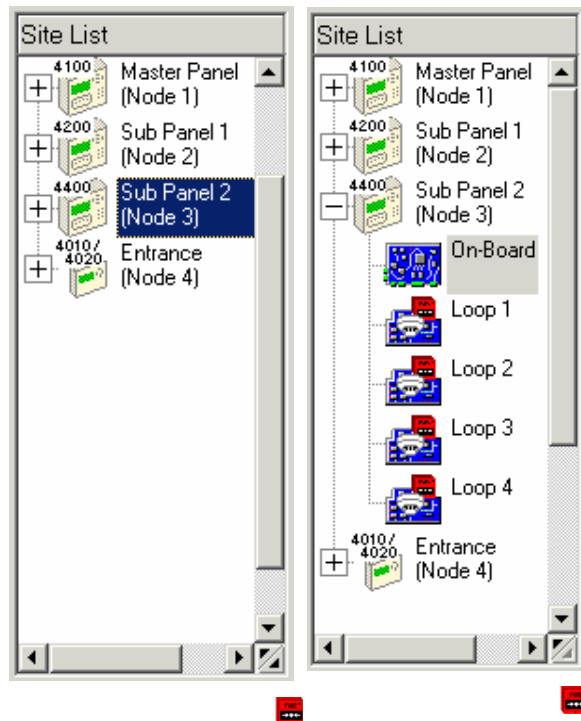 Site List
4100
Master Panel
(Node 1)
4200
Sub Panel 1
(Node 2)
4400
Sub Panel 2
(Node 3)
4010/
4020
Entrance
(Node 4)
Site List
4100
Master Panel
(Node 1)
4200
Sub Panel 1
(Node 2)
4400
Sub Panel 2
(Node 3)
On-Board
Loop 1
Loop 2
Loop 3
Loop 4
4010/
4020
Entrance
(Node 4)